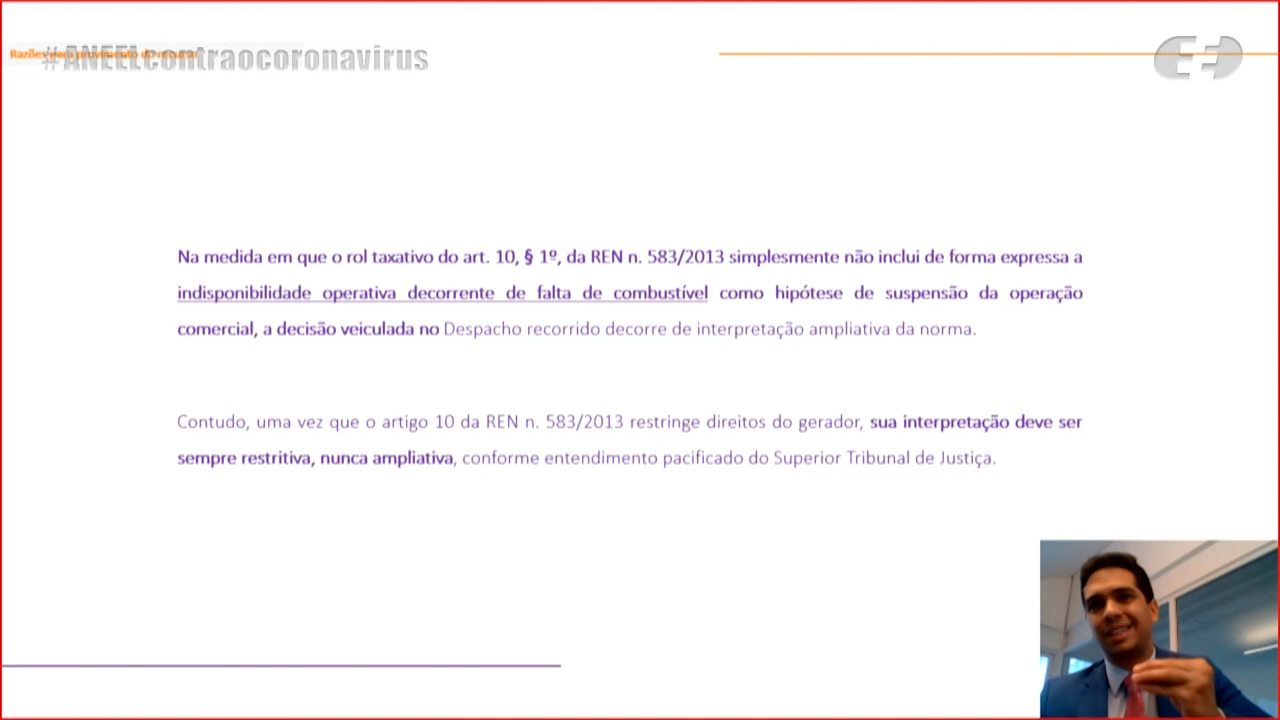 #ANEELcontraocoronavirus
Na medida em que o rol taxativo do art. 10, § 1º, da REN n. 583/2013 simplesmente não inclui de forma expressa a
indisponibilidade operativa decorrente de falta de combustível como hipótese de suspensão da operação
comercial, a decisão veiculada no Despacho recorrido decorre de interpretação ampliativa da norma.
Contudo, uma vez que o artigo 10 da REN n. 583/2013 restringe direitos do gerador, sua interpretação deve ser
sempre restritiva, nunca ampliativa, conforme entendimento pacificado do Superior Tribunal de Justiça.